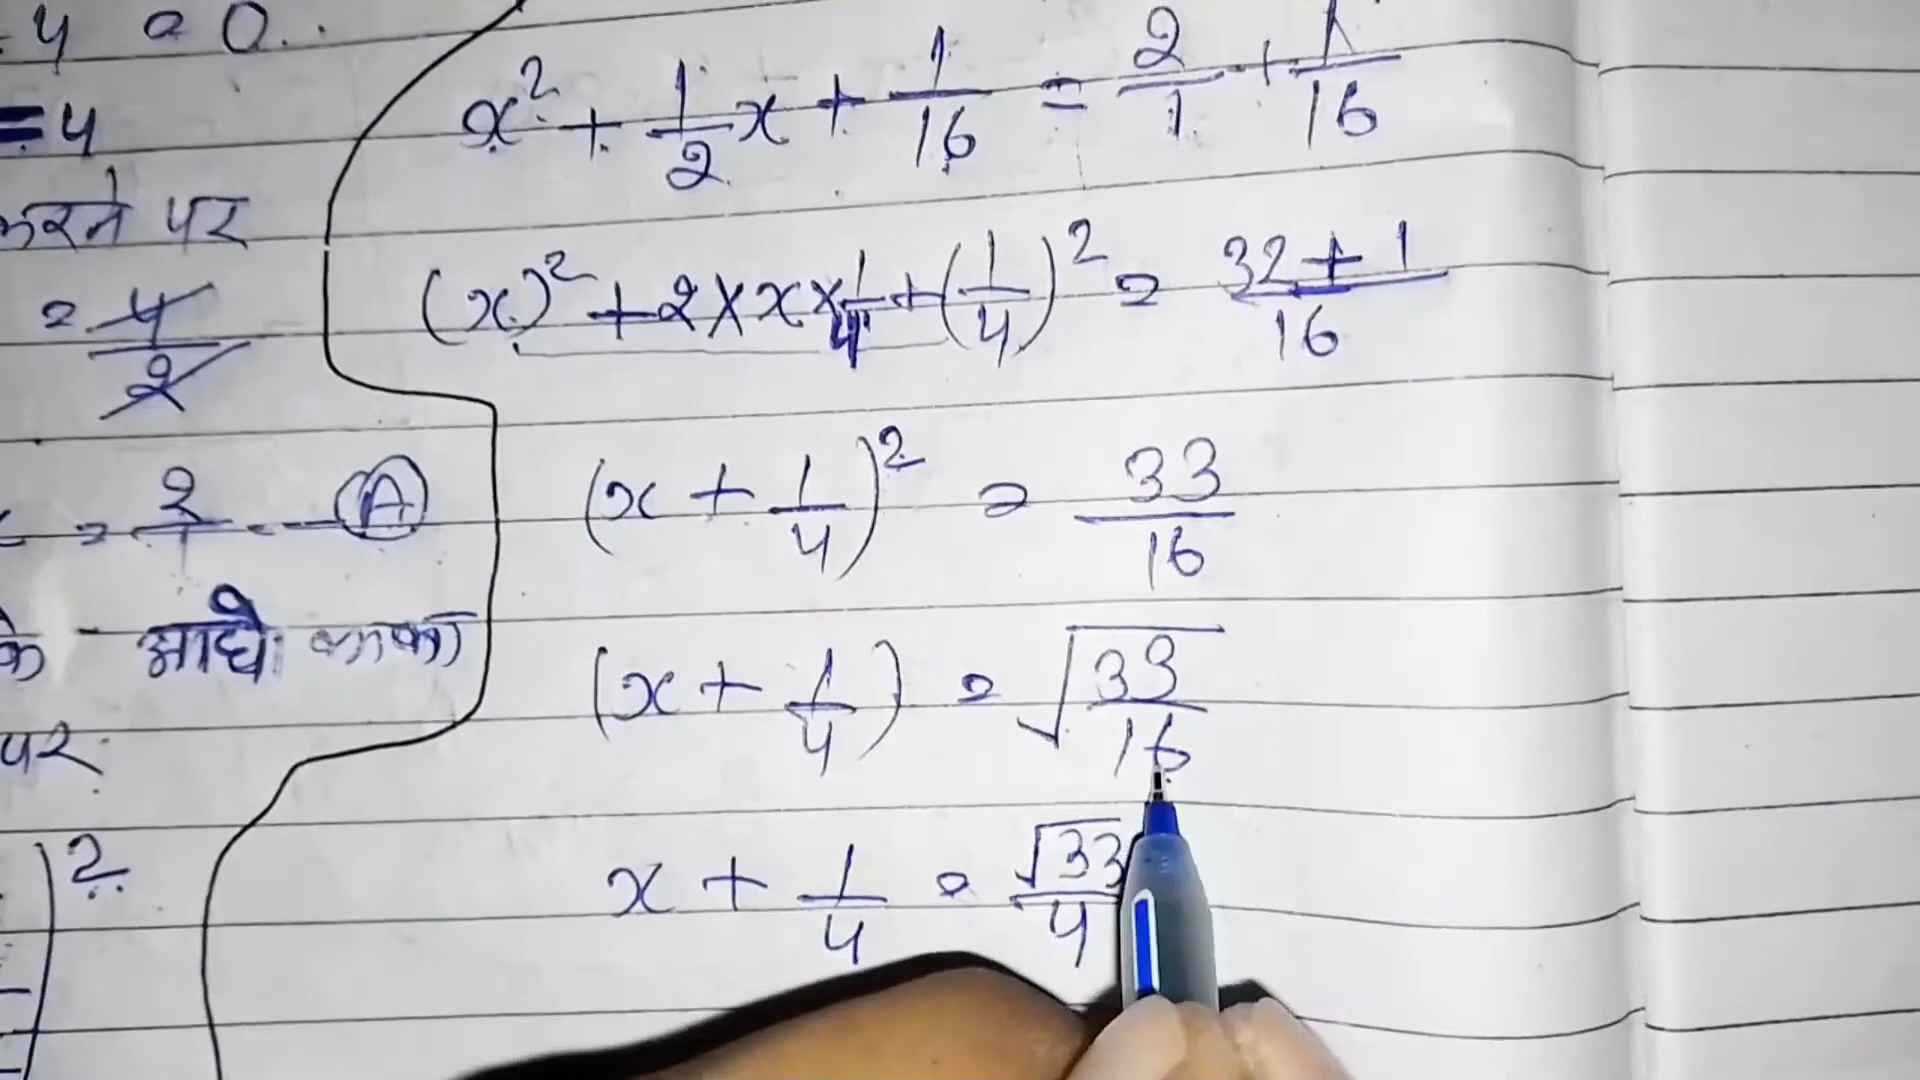 4 = 0.
= 4
करने पर
= 4/2
= 2/1 -- (A)
के - आधे
पर
)²
x² + 1/2 x + 1/16 = 2/1 + 1/16
(x)² + 2 × x × 1/4 + (1/4)² = 32 + 1/16
(x + 1/4)² = 33/16
(x + 1/4) = √33/16
x + 1/4 = √33/4